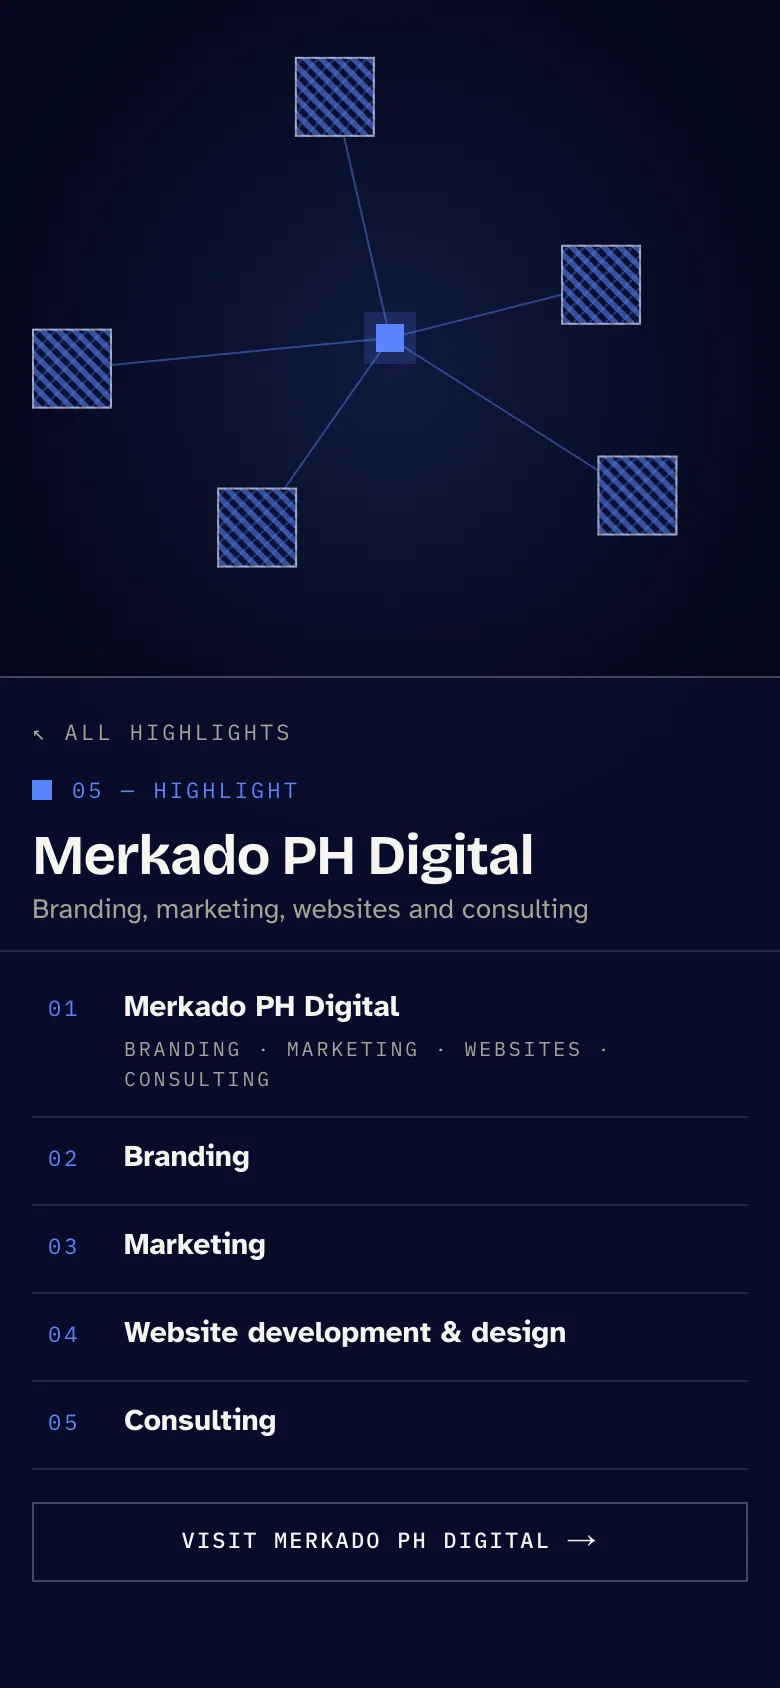 ↖ ALL HIGHLIGHTS
05 — HIGHLIGHT
Merkado PH Digital
Branding, marketing, websites and consulting
01 Merkado PH Digital
BRANDING · MARKETING · WEBSITES ·
CONSULTING
02 Branding
03 Marketing
04 Website development & design
05 Consulting
VISIT MERKADO PH DIGITAL →